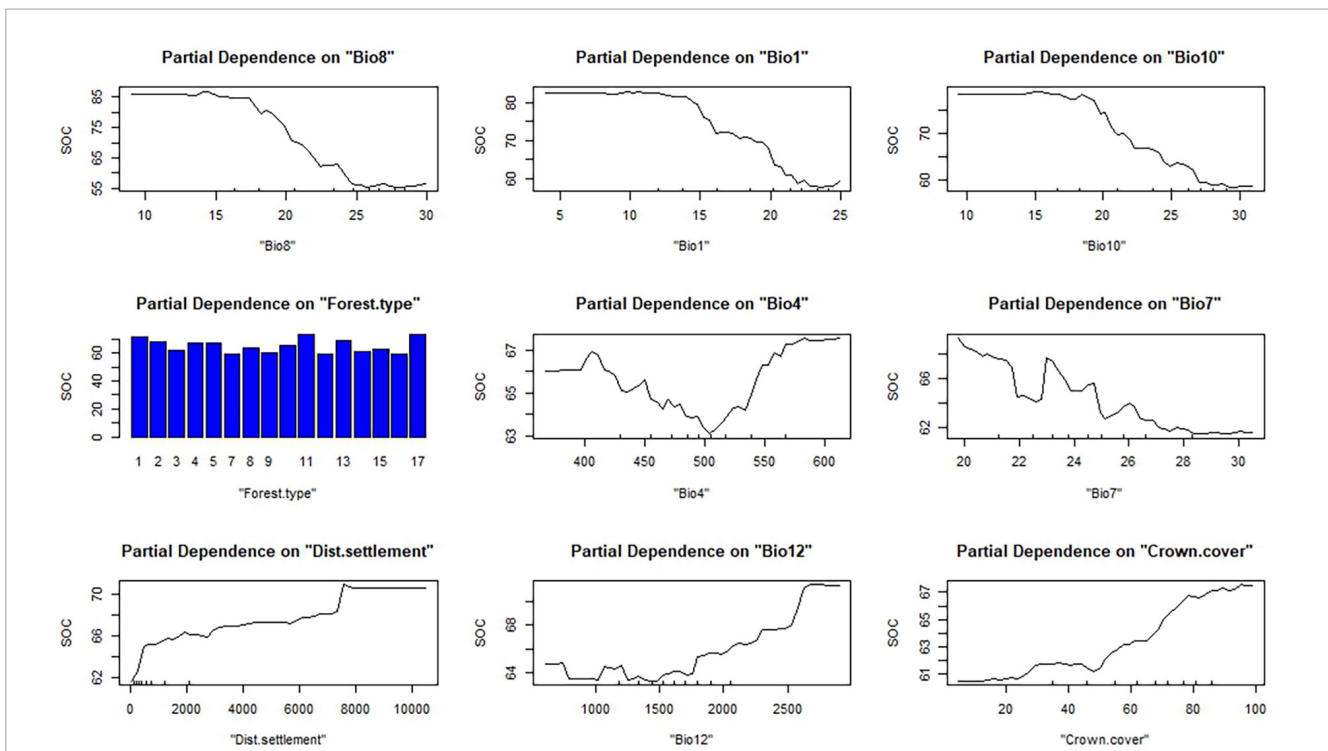 Partial Dependence on "Bio8"
SOC
85
75
65
55
10 15 20 25 30
"Bio8"
Partial Dependence on "Bio1"
SOC
80
70
60
5 10 15 20 25
"Bio1"
Partial Dependence on "Bio10"
SOC
70
60
10 15 20 25 30
"Bio10"
Partial Dependence on "Forest.type"
SOC
60
40
20
0
1 2 3 4 5 7 8 9 11 13 15 17
"Forest.type"
Partial Dependence on "Bio4"
SOC
67
65
63
400 450 500 550 600
"Bio4"
Partial Dependence on "Bio7"
SOC
66
62
20 22 24 26 28 30
"Bio7"
Partial Dependence on "Dist.settlement"
SOC
70
66
62
0 2000 4000 6000 8000 10000
"Dist.settlement"
Partial Dependence on "Bio12"
SOC
68
64
1000 1500 2000 2500
"Bio12"
Partial Dependence on "Crown.cover"
SOC
67
65
63
61
20 40 60 80 100
"Crown.cover"